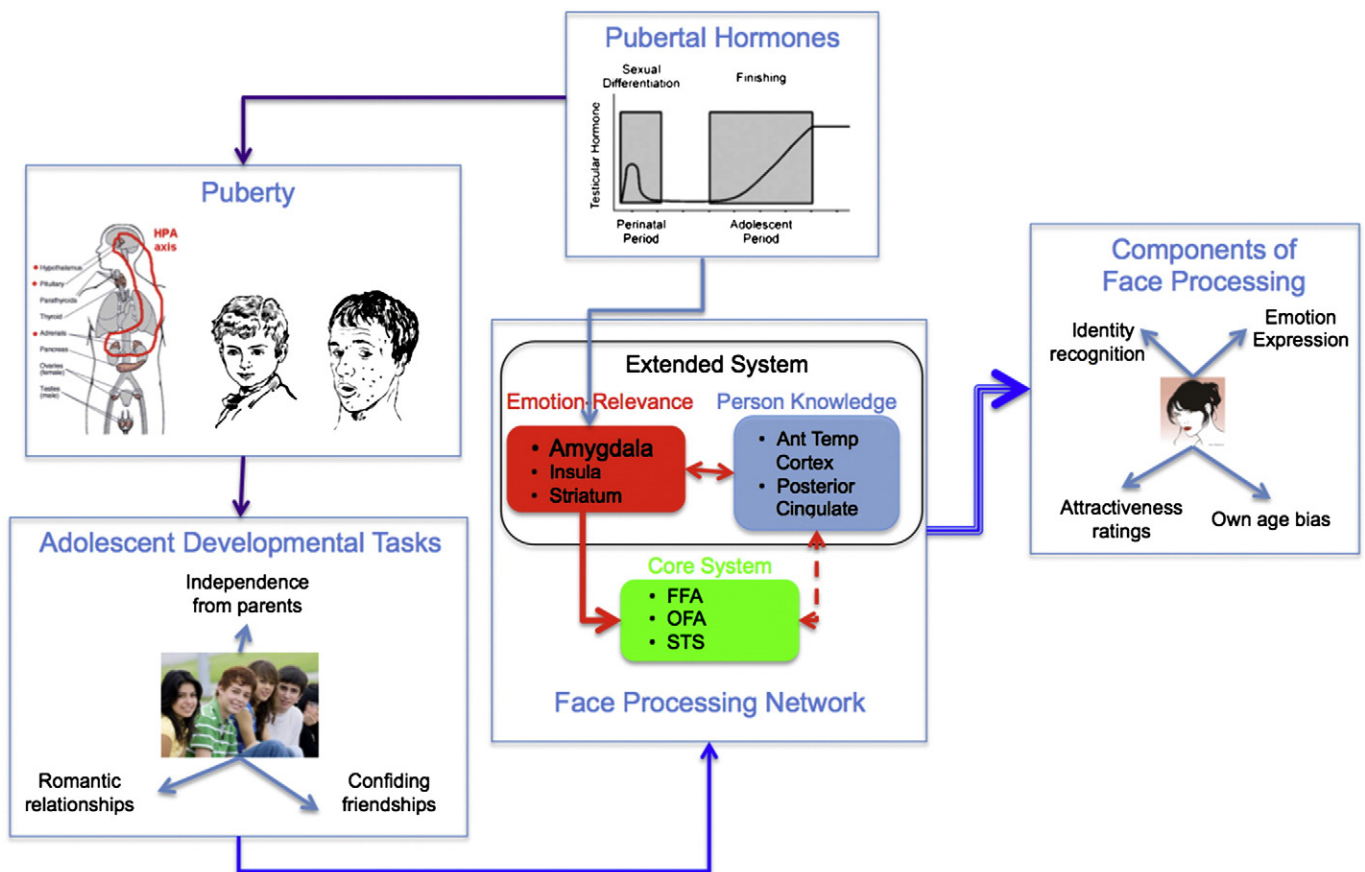 Pubertal Hormones
Sexual
Differentiation
Finishing
Testicular Hormone
Perinatal
Period
Adolescent
Period
Puberty
HPA
axis
Hypothalamus
Pituitary
Parathyroids
Thyroid
Adrenals
Pancreas
Ovaries
(female)
Testes
(male)
Adolescent Developmental Tasks
Independence
from parents
Romantic
relationships
Confiding
friendships
Extended System
Emotion-Relevance
• Amygdala
• Insula
• Striatum
Person Knowledge
• Ant Temp
Cortex
• Posterior
Cingulate
Core System
• FFA
• OFA
• STS
Face Processing Network
Components of
Face Processing
Identity
recognition
Emotion
Expression
Attractiveness
ratings
Own age bias